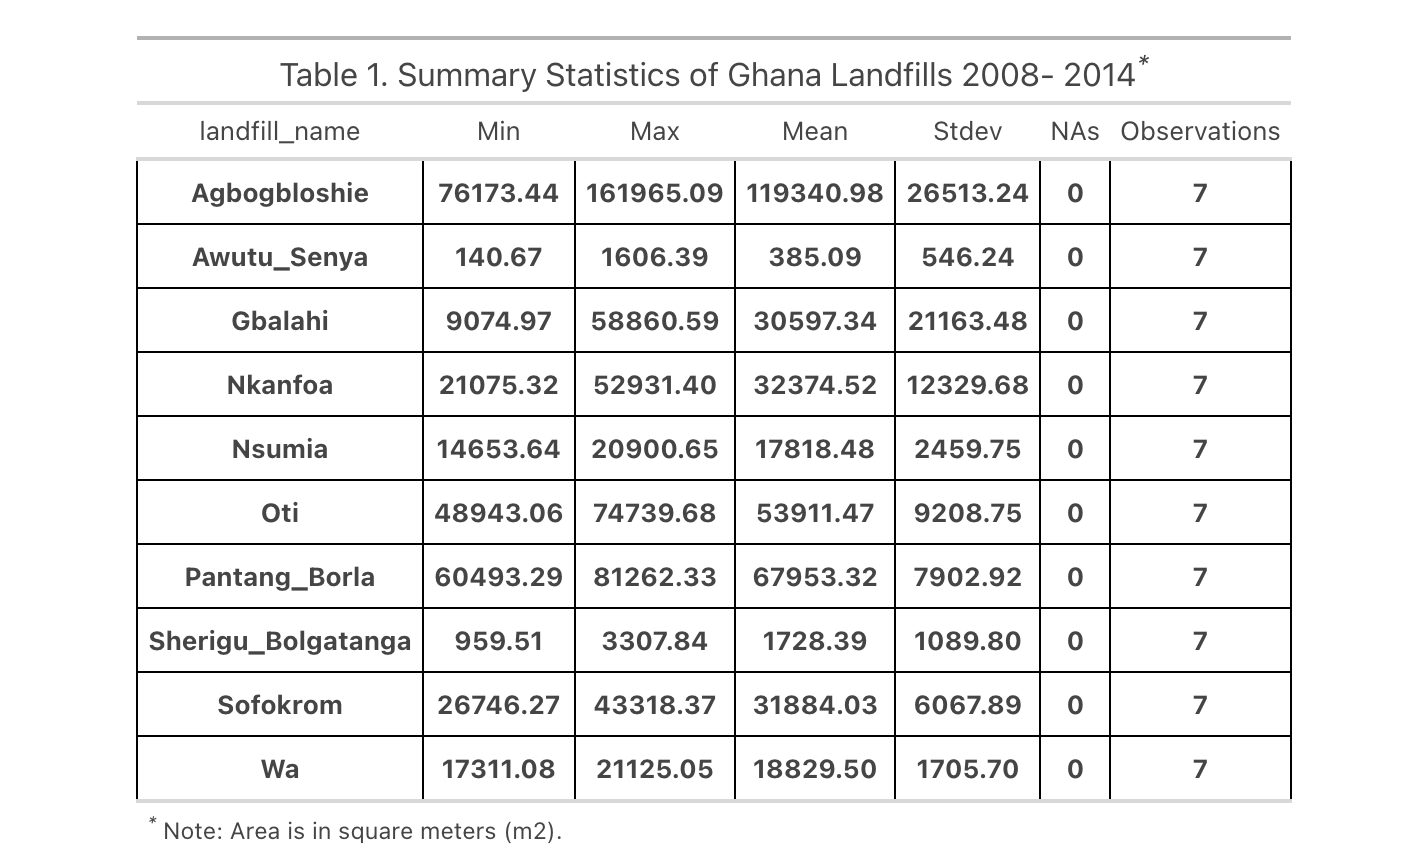 Table 1. Summary Statistics of Ghana Landfills 2008- 2014*
landfill_name Min Max Mean Stdev NAs Observations
Agbogbloshie 76173.44 161965.09 119340.98 26513.24 0 7
Awutu_Senya 140.67 1606.39 385.09 546.24 0 7
Gbalahi 9074.97 58860.59 30597.34 21163.48 0 7
Nkanfoa 21075.32 52931.40 32374.52 12329.68 0 7
Nsumia 14653.64 20900.65 17818.48 2459.75 0 7
Oti 48943.06 74739.68 53911.47 9208.75 0 7
Pantang_Borla 60493.29 81262.33 67953.32 7902.92 0 7
Sherigu_Bolgatanga 959.51 3307.84 1728.39 1089.80 0 7
Sofokrom 26746.27 43318.37 31884.03 6067.89 0 7
Wa 17311.08 21125.05 18829.50 1705.70 0 7
* Note: Area is in square meters (m2).